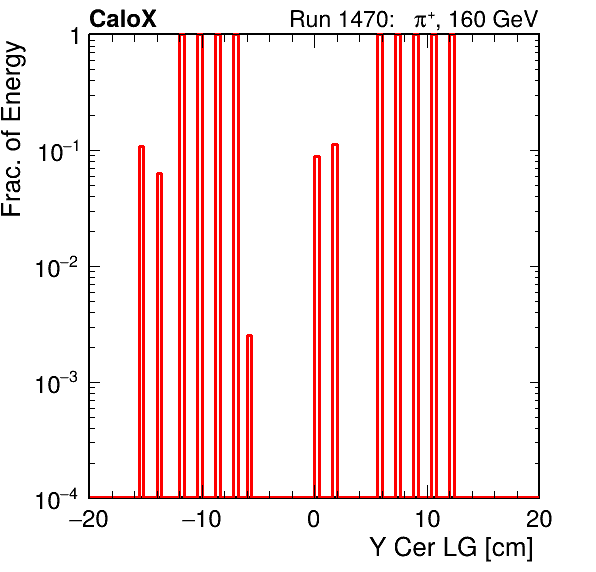 CaloX Run 1470: π⁺, 160 GeV
Frac. of Energy
1
10⁻¹
10⁻²
10⁻³
10⁻⁴
−20 −10 0 10 20
Y Cer LG [cm]